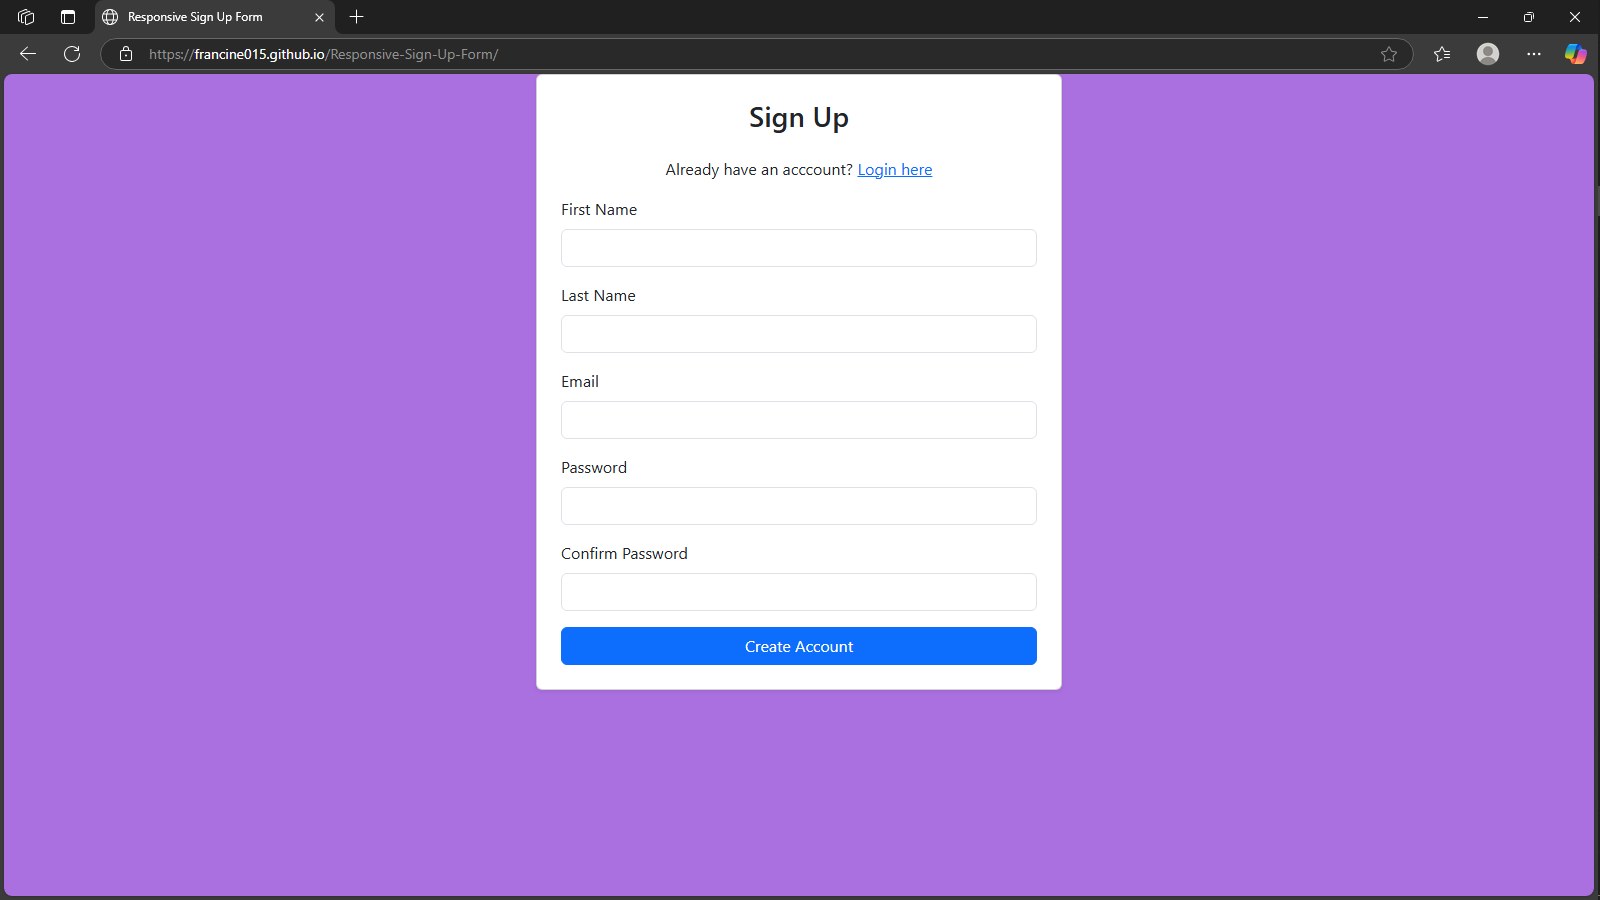 Responsive Sign Up Form
https://francine015.github.io/Responsive-Sign-Up-Form/
Sign Up
Already have an acccount? Login here
First Name
Last Name
Email
Password
Confirm Password
Create Account